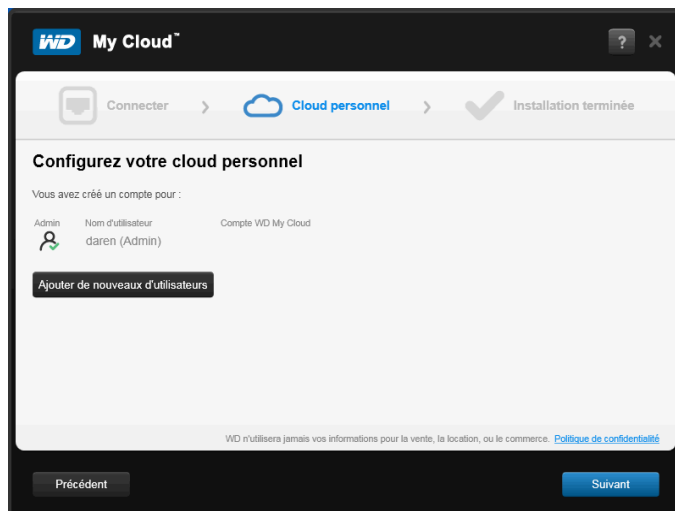 WD My Cloud™ ?
Connecter > Cloud personnel > Installation terminée
Configurez votre cloud personnel
Vous avez créé un compte pour :
Admin Nom d'utilisateur Compte WD My Cloud
daren (Admin)
Ajouter de nouveaux d'utilisateurs
WD n'utilisera jamais vos informations pour la vente, la location, ou le commerce. Politique de confidentialité
Précédent Suivant